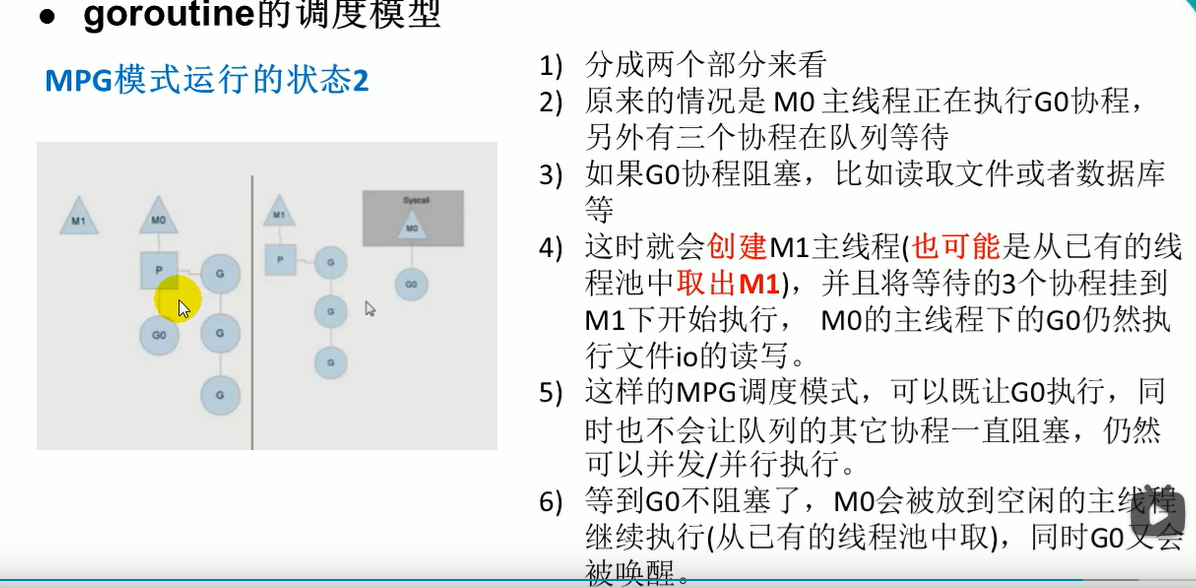 ● goroutine的调度模型
MPG模式运行的状态2
M1
M0
P
G
G0
G
G
M1
P
G
G
G
Syscall
M0
G0
1) 分成两个部分来看
2) 原来的情况是 M0 主线程正在执行G0协程，
另外有三个协程在队列等待
3) 如果G0协程阻塞，比如读取文件或者数据库
等
4) 这时就会创建M1主线程(也可能是从已有的线
程池中取出M1)，并且将等待的3个协程挂到
M1下开始执行， M0的主线程下的G0仍然执
行文件io的读写。
5) 这样的MPG调度模式，可以既让G0执行，同
时也不会让队列的其它协程一直阻塞，仍然
可以并发/并行执行。
6) 等到G0不阻塞了，M0会被放到空闲的主线程
继续执行(从已有的线程池中取)，同时G0又会
被唤醒。